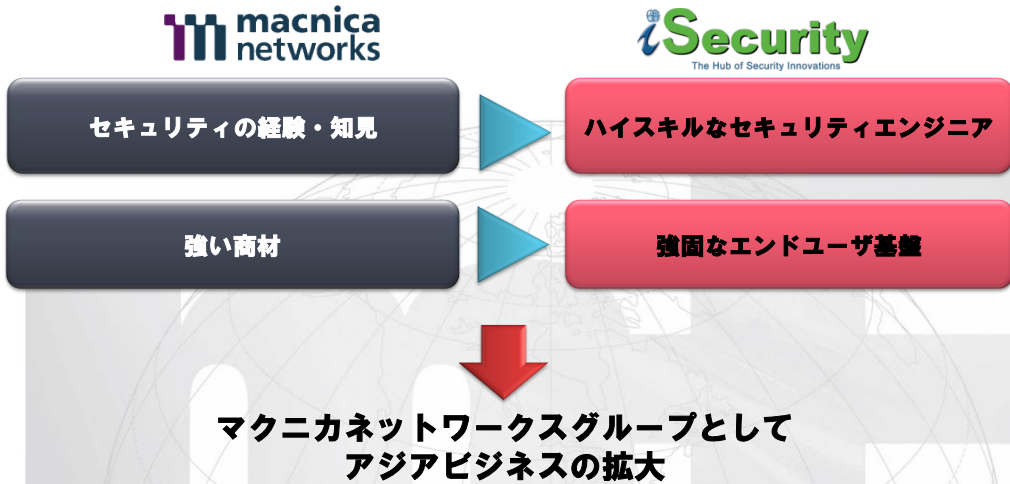 macnica
networks
iSecurity
The Hub of Security Innovations
セキュリティの経験・知見
ハイスキルなセキュリティエンジニア
強い商材
強固なエンドユーザ基盤
マクニカネットワークスグループとして
アジアビジネスの拡大